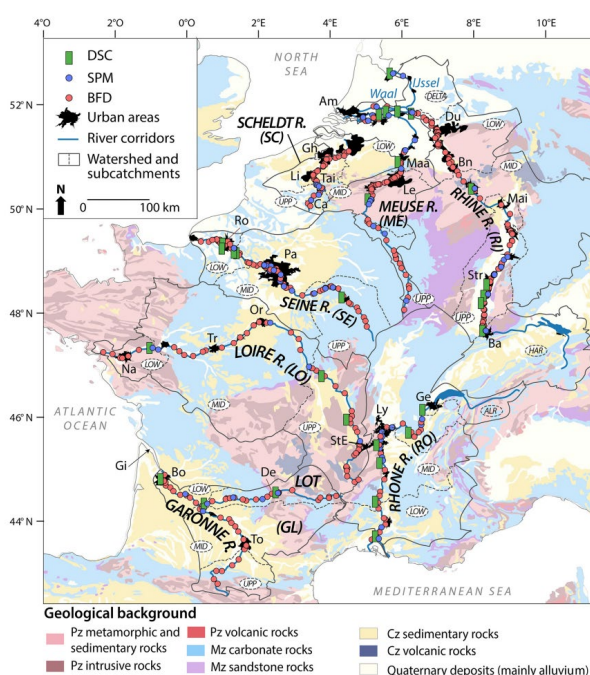 4°O 2°O 0°O 2°E 4°E 6°E 8°E 10°E
DSC
SPM
BFD
Urban areas
River corridors
Watershed and
subcatchments
N
0 100 km
NORTH
SEA
52°N
50°N
48°N
46°N
44°N
Waal
IJssel
DELTA
Am
Du
LOW
SCHELDT R.
(SC)
LOW
Gh
Li
Tai
Maa
Bn
MID
Le
MID
UPP
Ca
MEUSE R.
(ME)
RHINE R. (RI)
Mai
Ro
LOW
Pa
MID
SEINE R. (SE)
UPP
UPP
Str
UPP
Or
Tr
LOIRE R. (LO)
Na
LOW
Ba
HAR
MID
UPP
Ly
Ge
ALR
ATLANTIC
OCEAN
StE
RHONE R. (RO)
MID
Gi
Bo
LOW
De
LOT
LOW
GARONNE R.
(GL)
MID
To
UPP
MEDITERRANEAN SEA
Geological background
Pz metamorphic and
sedimentary rocks
Pz intrusive rocks
Pz volcanic rocks
Mz carbonate rocks
Mz sandstone rocks
Cz sedimentary rocks
Cz volcanic rocks
Quaternary deposits (mainly alluvium)